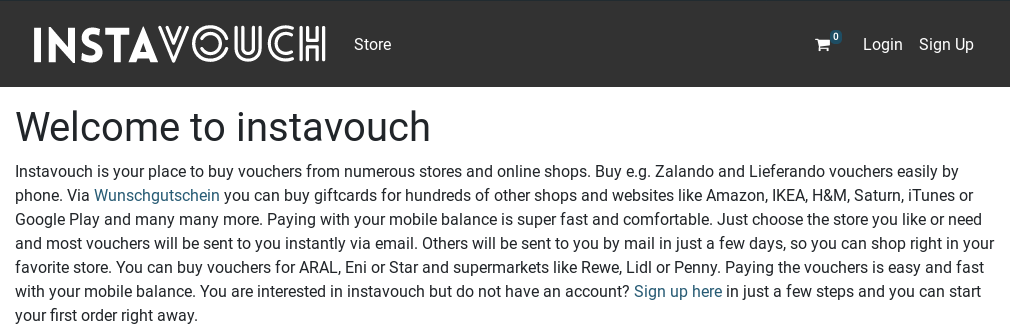 INSTAVOUCH Store 0 Login Sign Up
Welcome to instavouch
Instavouch is your place to buy vouchers from numerous stores and online shops. Buy e.g. Zalando and Lieferando vouchers easily by
phone. Via Wunschgutschein you can buy giftcards for hundreds of other shops and websites like Amazon, IKEA, H&M, Saturn, iTunes or
Google Play and many many more. Paying with your mobile balance is super fast and comfortable. Just choose the store you like or need
and most vouchers will be sent to you instantly via email. Others will be sent to you by mail in just a few days, so you can shop right in your
favorite store. You can buy vouchers for ARAL, Eni or Star and supermarkets like Rewe, Lidl or Penny. Paying the vouchers is easy and fast
with your mobile balance. You are interested in instavouch but do not have an account? Sign up here in just a few steps and you can start
your first order right away.